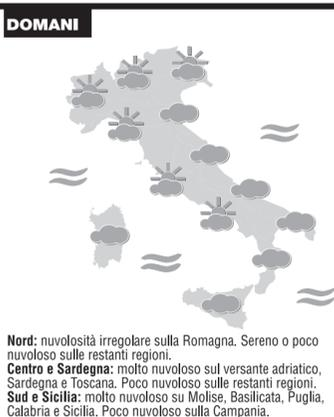 DOMANI
Nord: nuvolosità irregolare sulla Romagna. Sereno o poco
nuvoloso sulle restanti regioni.
Centro e Sardegna: molto nuvoloso sul versante adriatico,
Sardegna e Toscana. Poco nuvoloso sulle restanti regioni.
Sud e Sicilia: molto nuvoloso su Molise, Basilicata, Puglia,
Calabria e Sicilia. Poco nuvoloso sulla Campania.